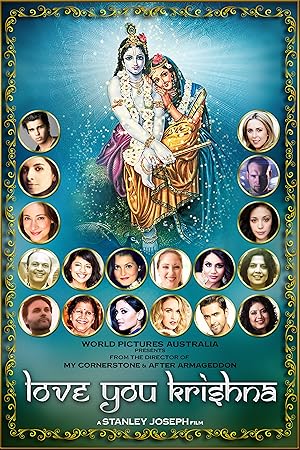 WORLD PICTURES AUSTRALIA
PRESENTS
FROM THE DIRECTOR OF
MY CORNERSTONE & AFTER ARMAGEDDON
love you krishna
A STANLEY JOSEPH FILM